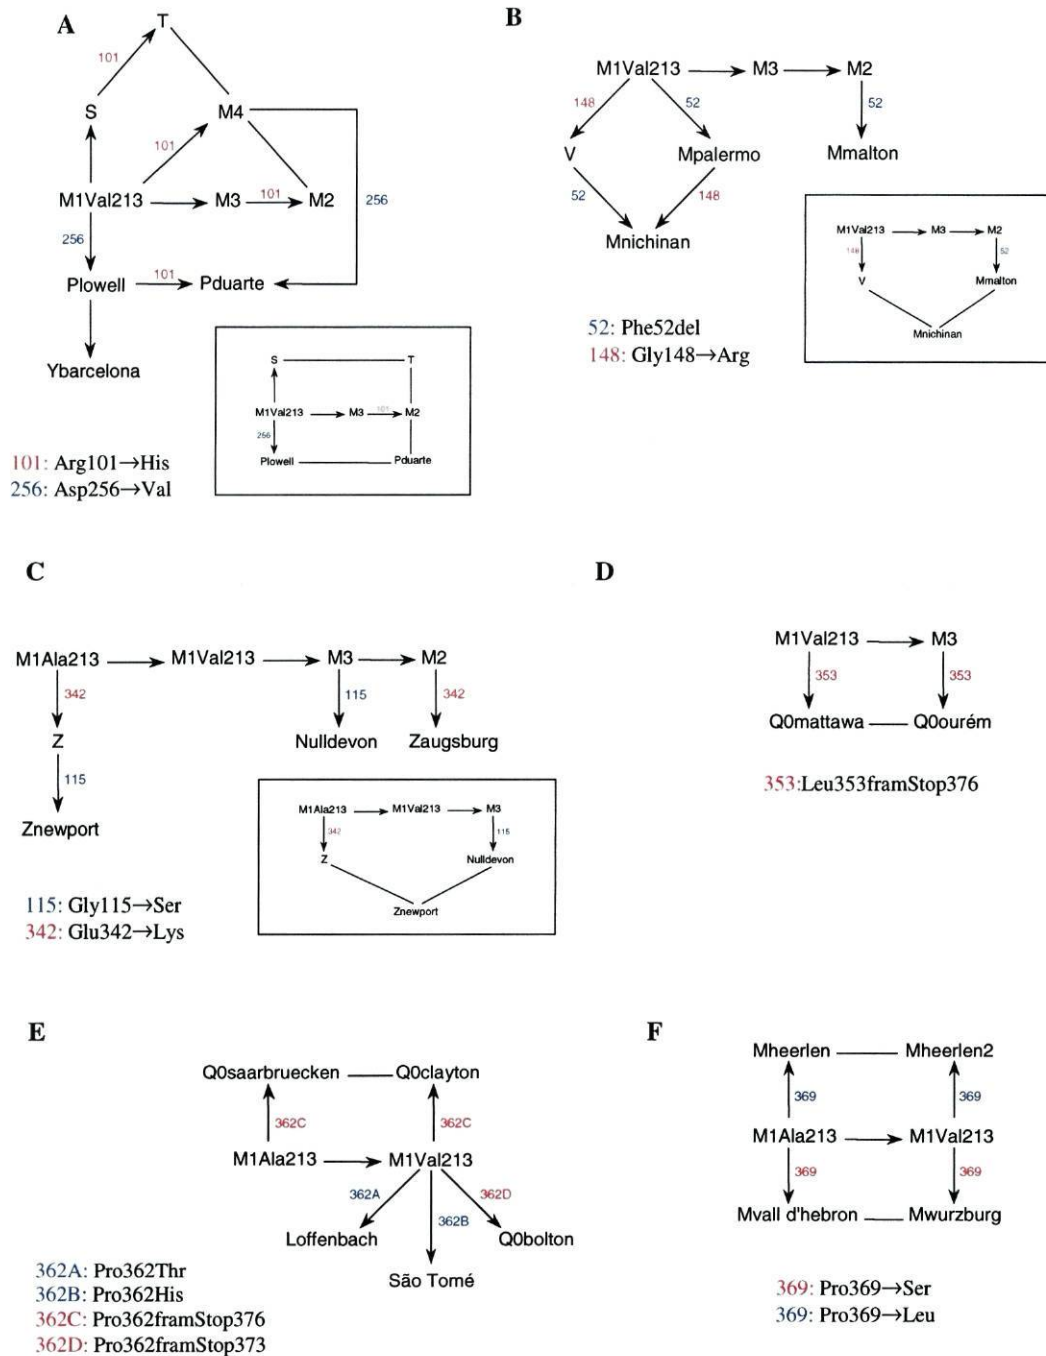 A
T
101
S
M4
101
M1Val213
M3
101
M2
256
256
Plowell
101
Pduarte
Ybarcelona
S
T
M1Val213
M3
101
M2
256
Plowell
Pduarte
101: Arg101→His
256: Asp256→Val
B
M1Val213
M3
M2
148
52
52
V
Mpalermo
Mmalton
52
148
Mnichinan
M1Val213
M3
M2
148
52
V
Mmalton
Mnichinan
52: Phe52del
148: Gly148→Arg
C
M1Ala213
M1Val213
M3
M2
342
115
342
Z
Nulldevon
Zaugsburg
115
Znewport
M1Ala213
M1Val213
M3
342
115
Z
Nulldevon
Znewport
115: Gly115→Ser
342: Glu342→Lys
D
M1Val213
M3
353
353
Q0mattawa
Q0ourém
353:Leu353framStop376
E
Q0saarbruecken
Q0clayton
362C
362C
M1Ala213
M1Val213
362A
362B
362D
Loffenbach
Q0bolton
São Tomé
362A: Pro362Thr
362B: Pro362His
362C: Pro362framStop376
362D: Pro362framStop373
F
Mheerlen
Mheerlen2
369
369
M1Ala213
M1Val213
369
369
Mvall d'hebron
Mwurzburg
369: Pro369→Ser
369: Pro369→Leu